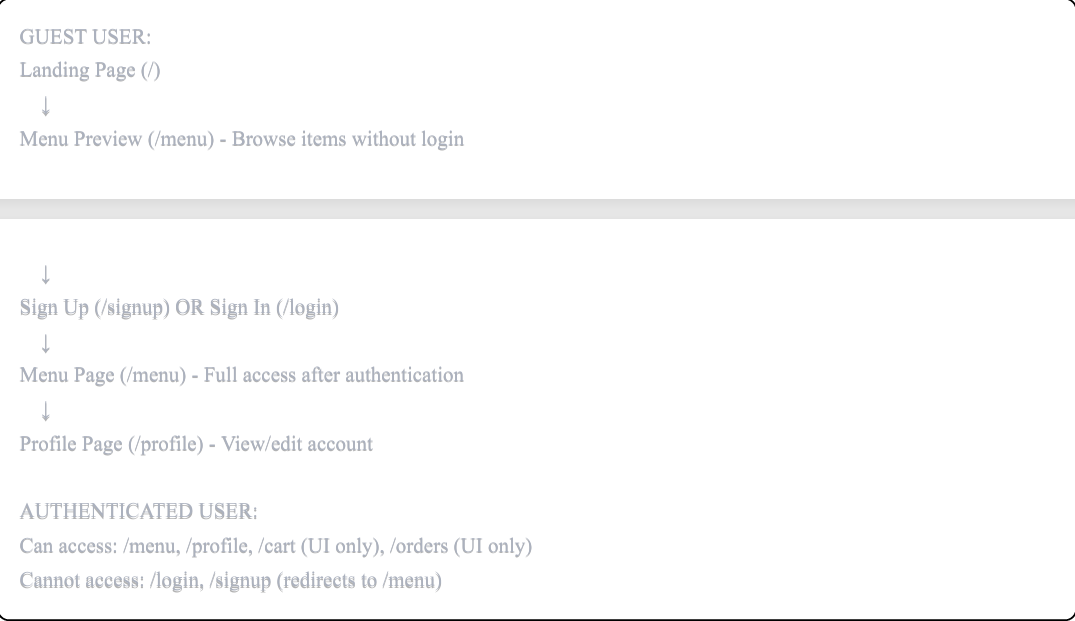 GUEST USER:
Landing Page (/)
↓
Menu Preview (/menu) - Browse items without login
↓
Sign Up (/signup) OR Sign In (/login)
↓
Menu Page (/menu) - Full access after authentication
↓
Profile Page (/profile) - View/edit account
AUTHENTICATED USER:
Can access: /menu, /profile, /cart (UI only), /orders (UI only)
Cannot access: /login, /signup (redirects to /menu)